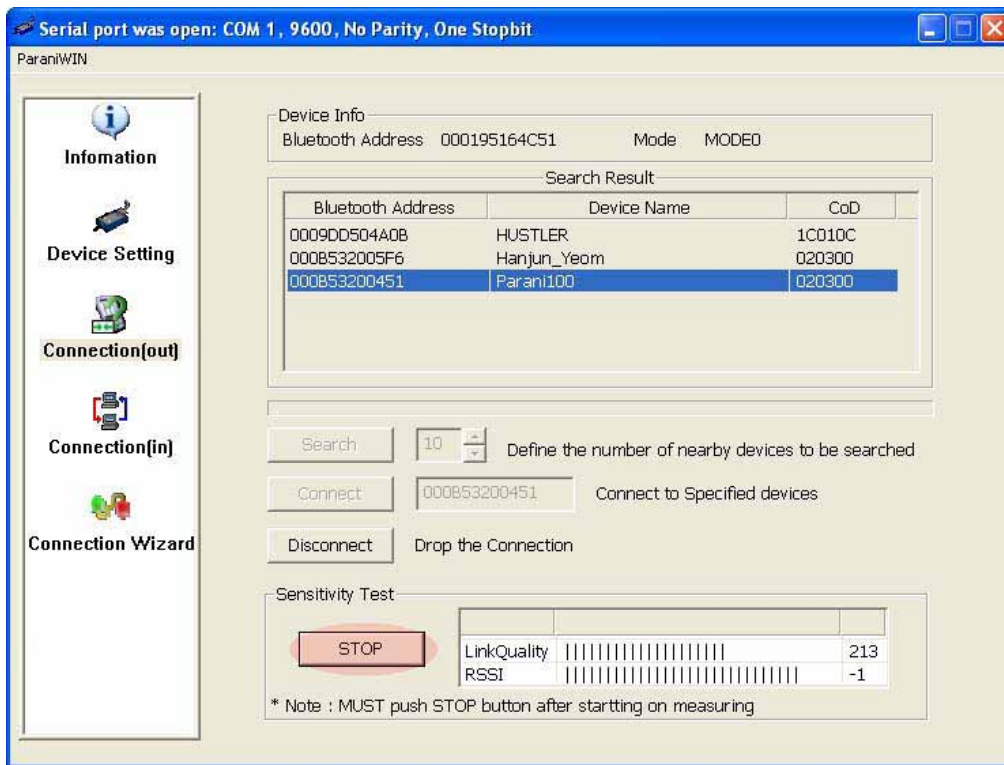 Serial port was open: COM 1, 9600, No Parity, One Stopbit
ParaniWIN
Infomation
Device Setting
Connection(out)
Connection(in)
Connection Wizard
Device Info
Bluetooth Address 000195164C51 Mode MODE0
Search Result
Bluetooth Address Device Name CoD
0009DD504A0B HUSTLER 1C010C
000B532005F6 Hanjun_Yeom 020300
000B53200451 Parani100 020300
Search 10 Define the number of nearby devices to be searched
Connect 000B53200451 Connect to Specified devices
Disconnect Drop the Connection
Sensitivity Test
STOP
LinkQuality |||||||||||||||||||| 213
RSSI ||||||||||||||||||||||||||||| -1
* Note : MUST push STOP button after startting on measuring